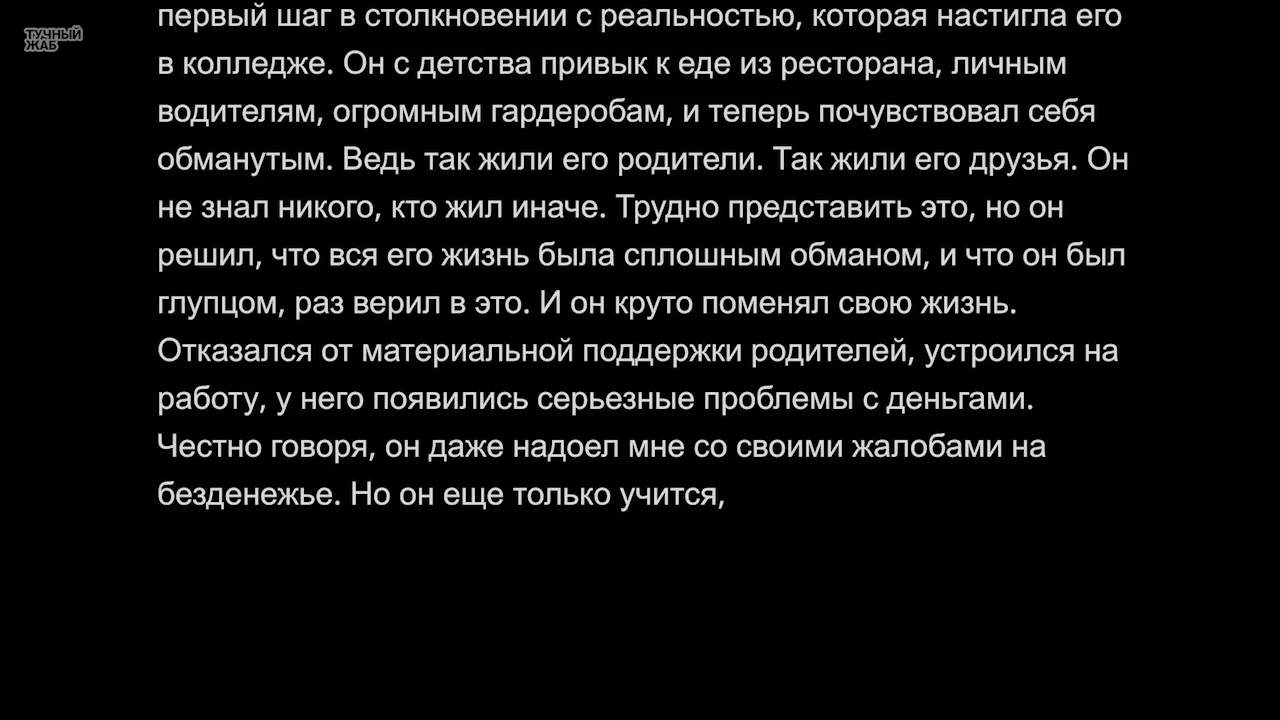 ТУЧНЫЙ
ЖАБ
первый шаг в столкновении с реальностью, которая настигла его
в колледже. Он с детства привык к еде из ресторана, личным
водителям, огромным гардеробам, и теперь почувствовал себя
обманутым. Ведь так жили его родители. Так жили его друзья. Он
не знал никого, кто жил иначе. Трудно представить это, но он
решил, что вся его жизнь была сплошным обманом, и что он был
глупцом, раз верил в это. И он круто поменял свою жизнь.
Отказался от материальной поддержки родителей, устроился на
работу, у него появились серьезные проблемы с деньгами.
Честно говоря, он даже надоел мне со своими жалобами на
безденежье. Но он еще только учится,